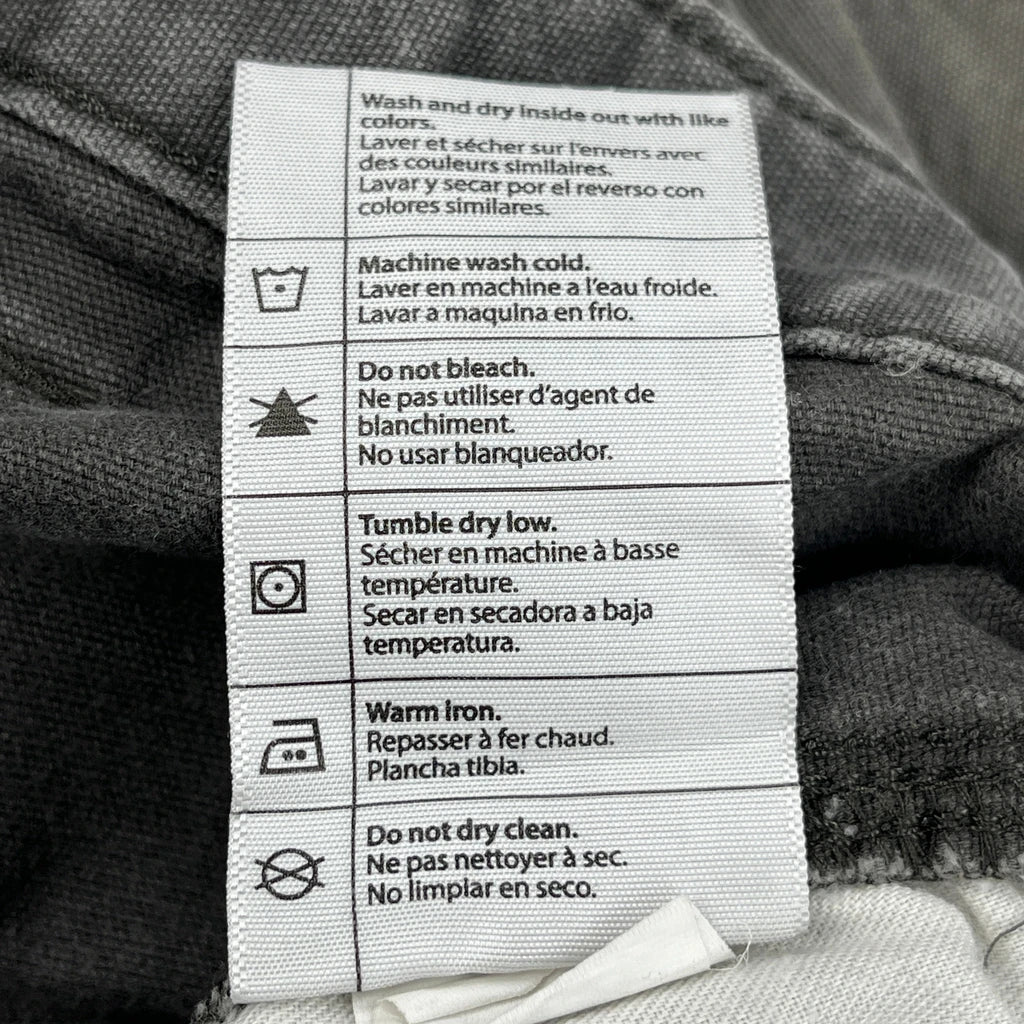 Wash and dry inside out with like
colors.
Laver et sécher sur l'envers avec
des couleurs similaires.
Lavar y secar por el reverso con
colores similares.
Machine wash cold.
Laver en machine a l'eau froide.
Lavar a maquina en frio.
Do not bleach.
Ne pas utiliser d'agent de
blanchiment.
No usar blanqueador.
Tumble dry low.
Sécher en machine à basse
température.
Secar en secadora a baja
temperatura.
Warm iron.
Repasser à fer chaud.
Plancha tibia.
Do not dry clean.
Ne pas nettoyer à sec.
No limpiar en seco.